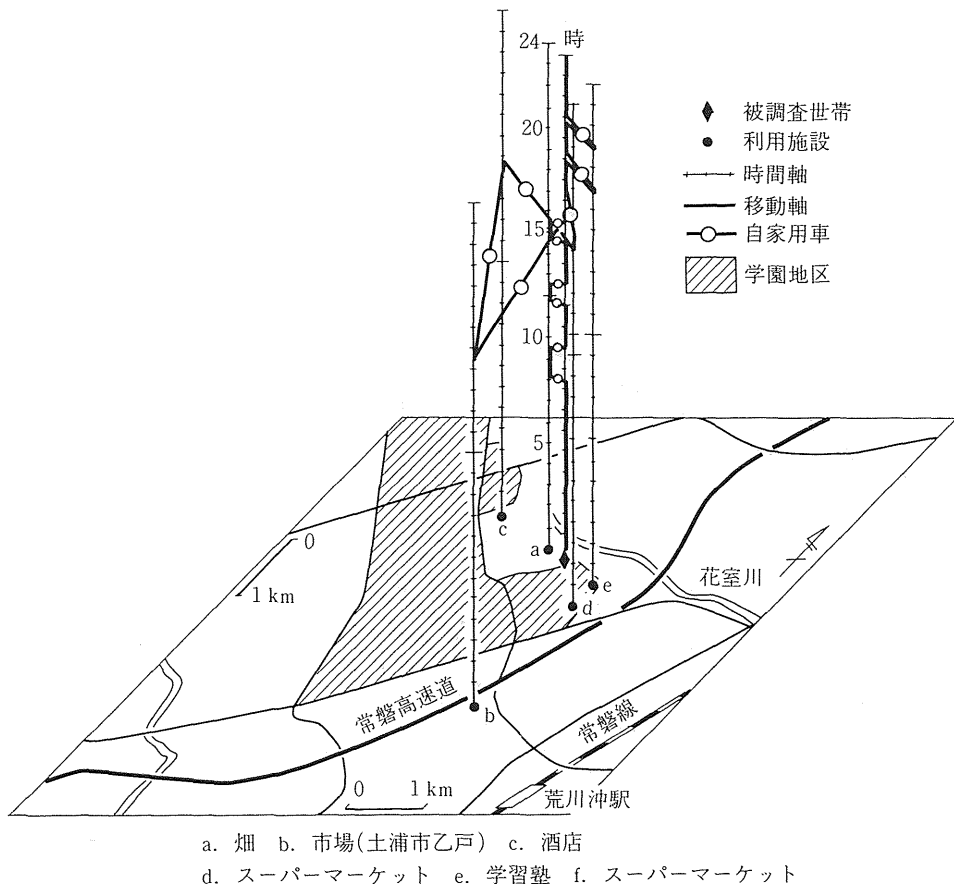 24
時
20
15
10
5
被調査世帯
利用施設
時間軸
移動軸
自家用車
学園地区
c
a
e
d
b
0
1 km
花室川
常磐高速道
常磐線
荒川沖駅
0 1 km
a. 畑 b. 市場(土浦市乙戸) c. 酒店
d. スーパーマーケット e. 学習塾 f. スーパーマーケット